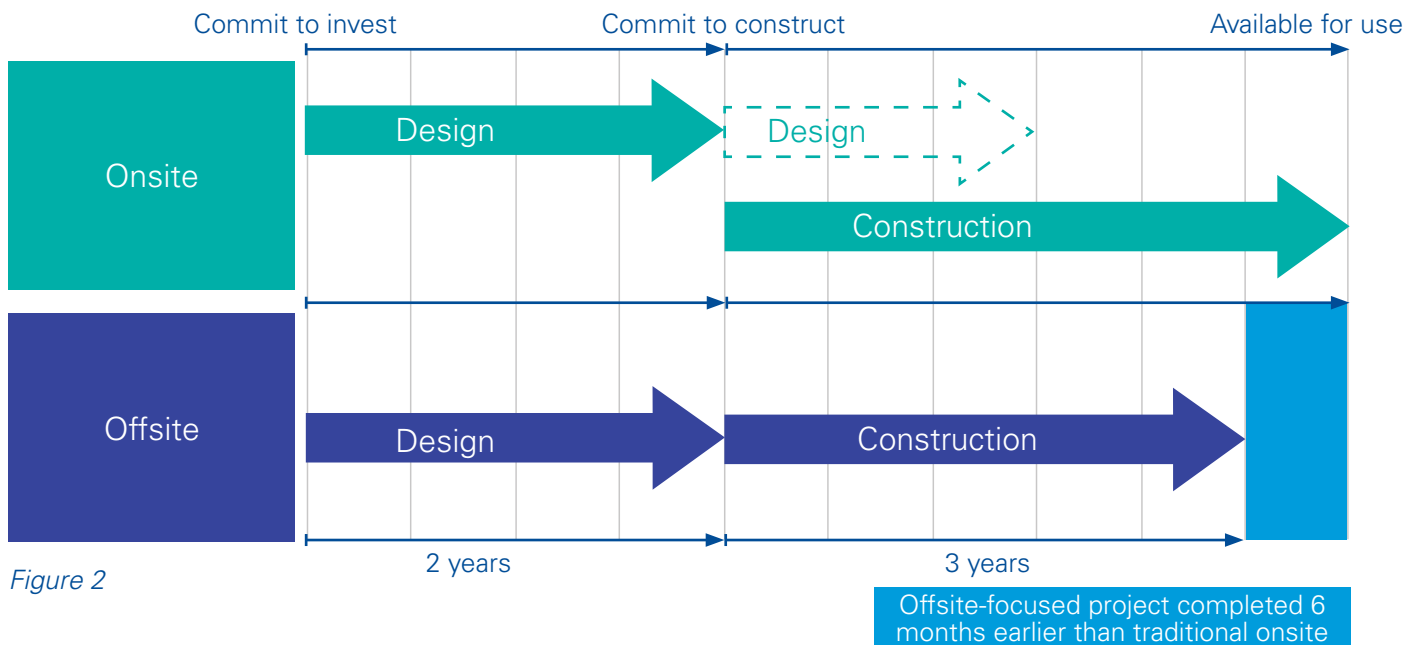 Commit to invest
Commit to construct
Available for use
Onsite
Design
Design
Construction
Offsite
Design
Construction
2 years
3 years
Figure 2
Offsite-focused project completed 6
months earlier than traditional onsite